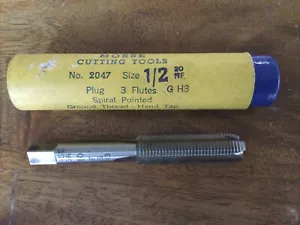 MORSE
CUTTING TOOLS
No. 2047 Size 1/2 20 NF.
Plug 3 Flutes G H3
Spiral Pointed
Ground Thread - Hand Tap